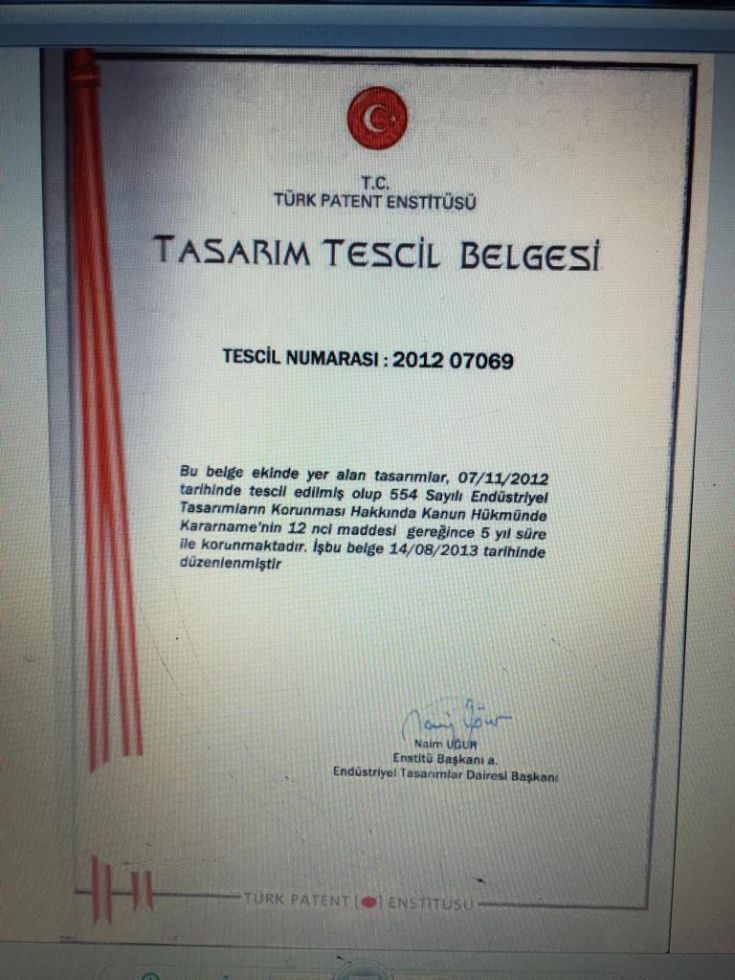 T.C.
TÜRK PATENT ENSTİTÜSÜ
TASARIM TESCİL BELGESİ
TESCİL NUMARASI : 2012 07069
Bu belge ekinde yer alan tasarımlar, 07/11/2012
tarihinde tescil edilmiş olup 554 Sayılı Endüstriyel
Tasarımların Korunması Hakkında Kanun Hükmünde
Kararname'nin 12 nci maddesi gereğince 5 yıl süre
ile korunmaktadır. İşbu belge 14/08/2013 tarihinde
düzenlenmiştir
Naim UĞUR
Enstitü Başkanı a.
Endüstriyel Tasarımlar Dairesi Başkanı
TÜRK PATENT [●] ENSTİTÜSÜ